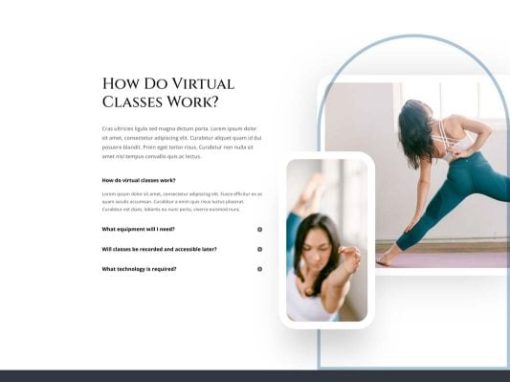 How Do Virtual
Classes Work?
Cras ultricies ligula sed magna dictum porta. Lorem ipsum dolor
sit amet, consectetur adipiscing elit. Curabitur aliquet quam id dui
posuere blandit. Proin eget tortor risus. Curabitur non nulla sit
amet nisl tempus convallis quis ac lectus.
How do virtual classes work?
Lorem ipsum dolor sit amet, consectetur adipiscing elit. Fusce efficitur ex ac
quam iaculis accumsan. Curabitur a enim quis risus luctus placerat.
Curabitur est diam, lobortis eu nunc porta, viverra euismod nunc.
What equipment will I need?
Will classes be recorded and accessible later?
What technology is required?